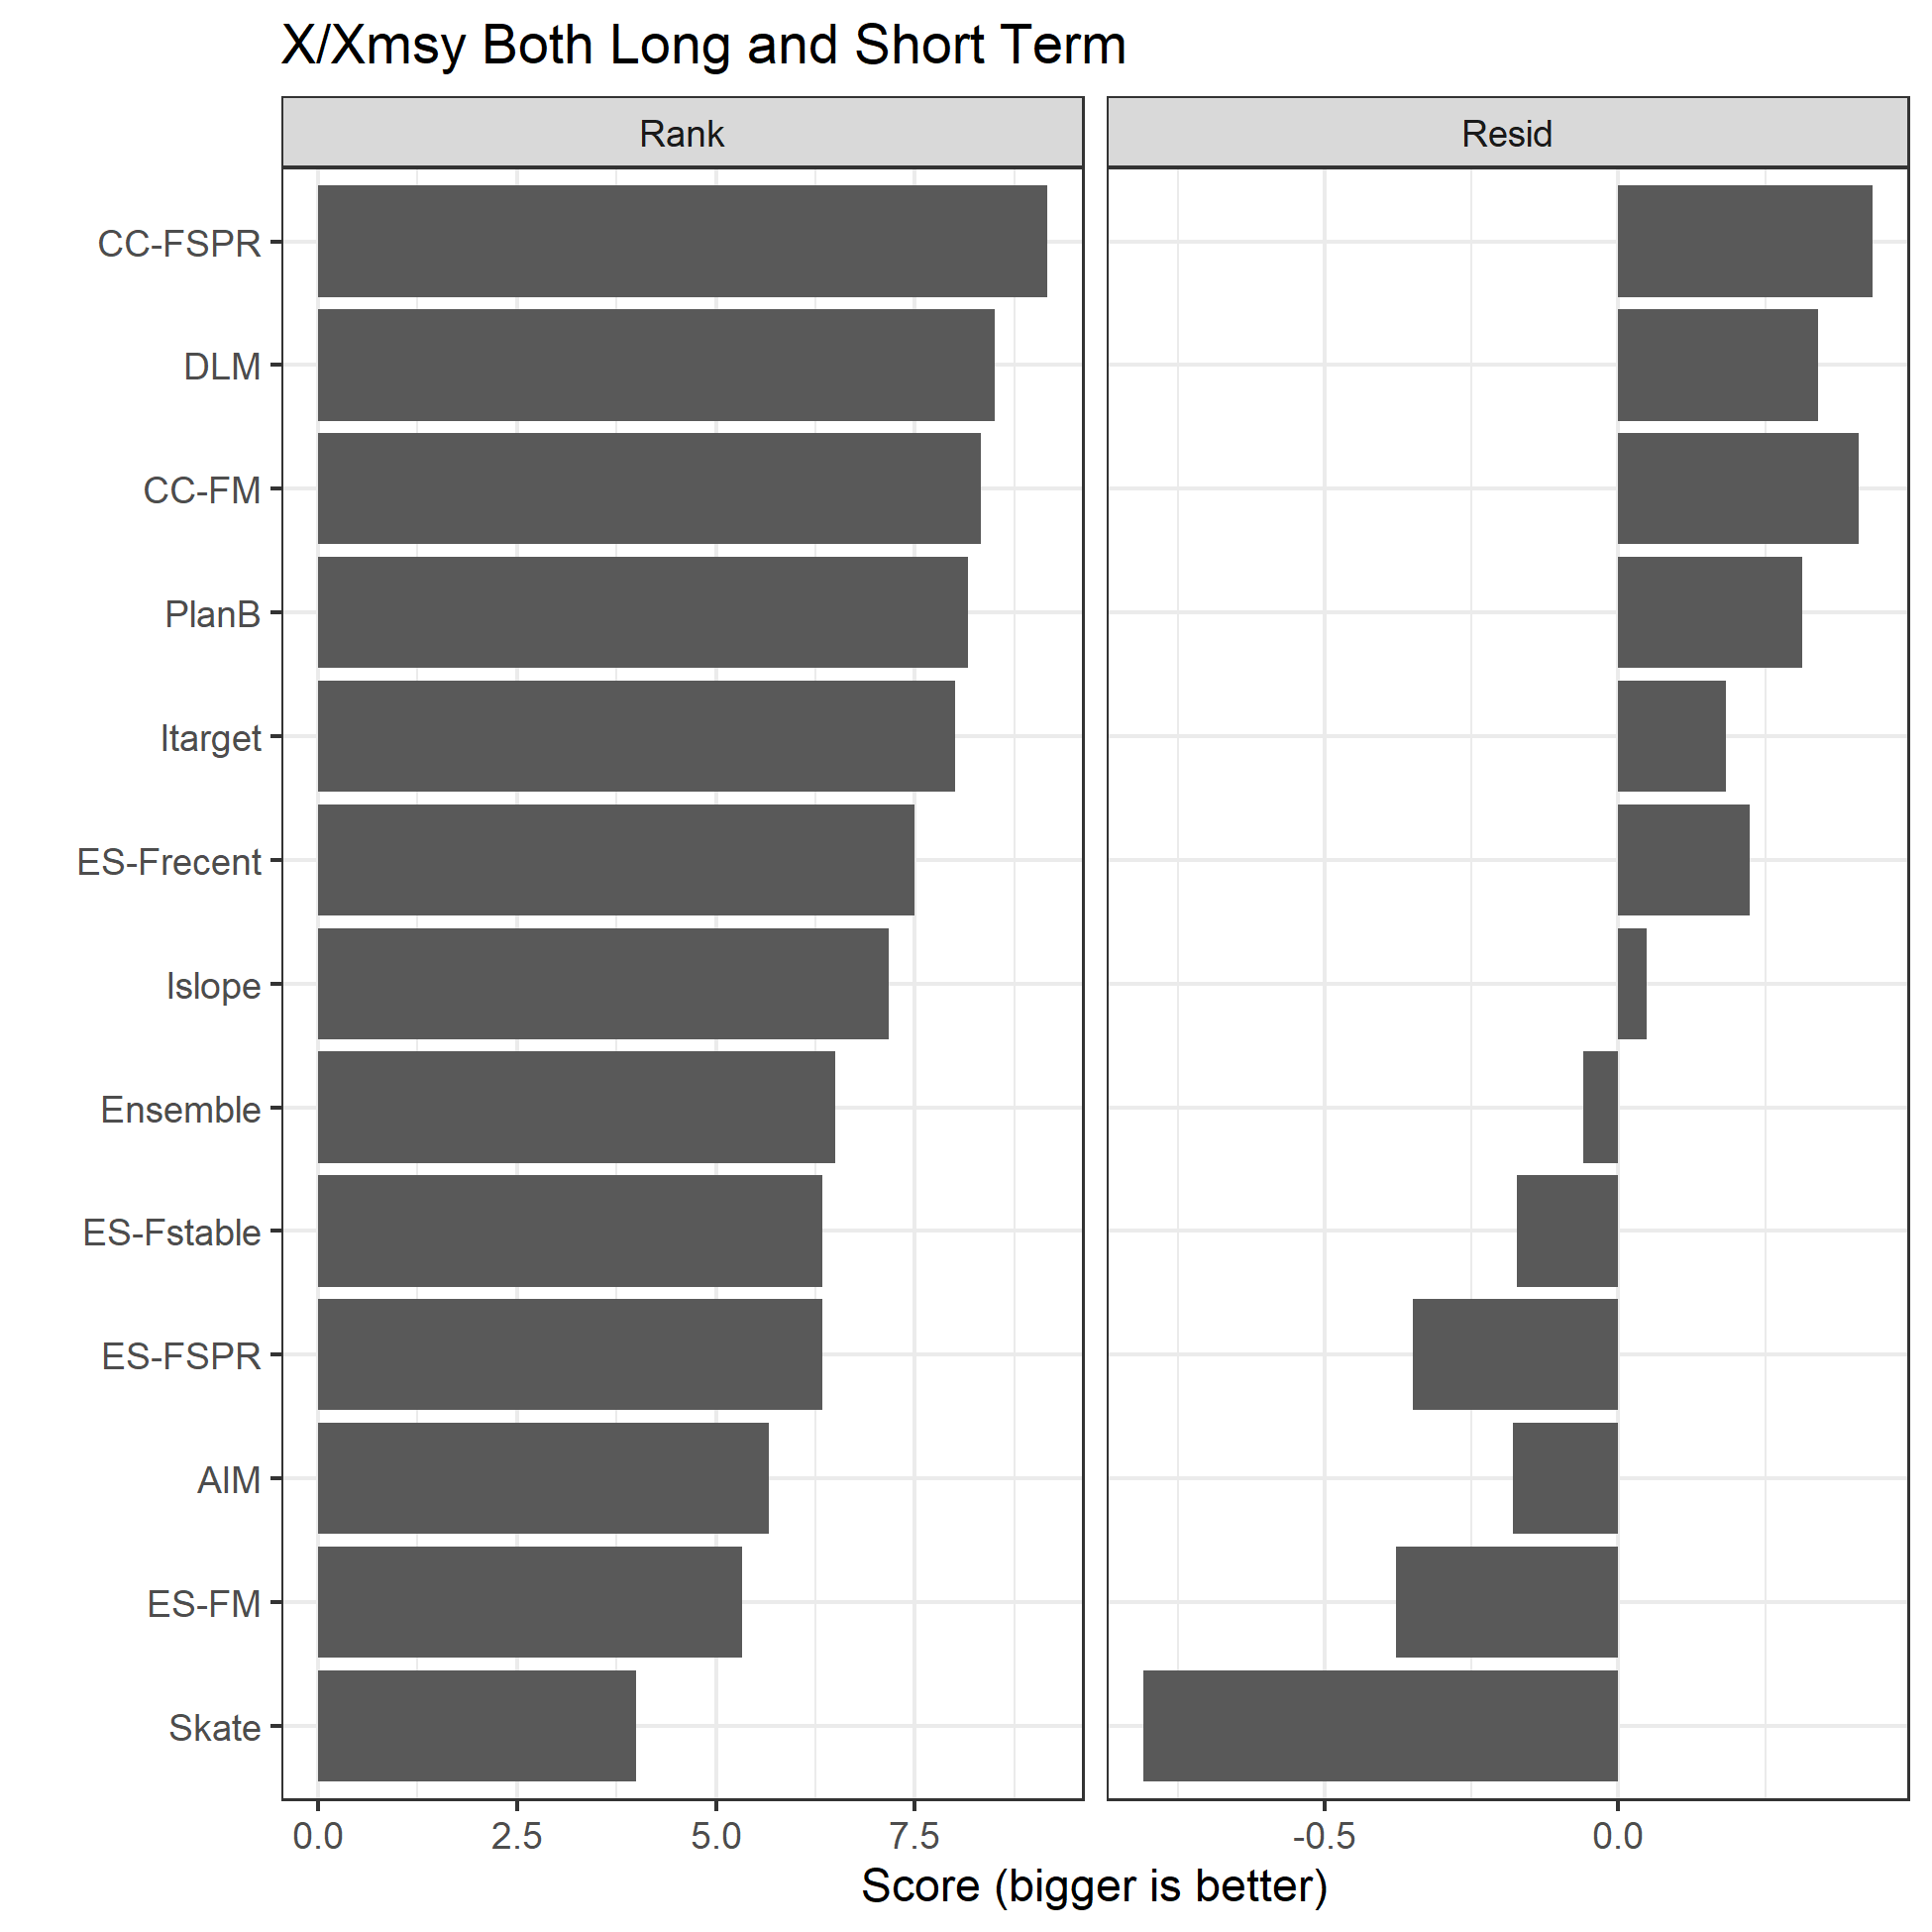 X/Xmsy Both Long and Short Term
Rank
Resid
CC-FSPR
DLM
CC-FM
PlanB
Itarget
ES-Frecent
Islope
Ensemble
ES-Fstable
ES-FSPR
AIM
ES-FM
Skate
0.0 2.5 5.0 7.5
-0.5 0.0
Score (bigger is better)